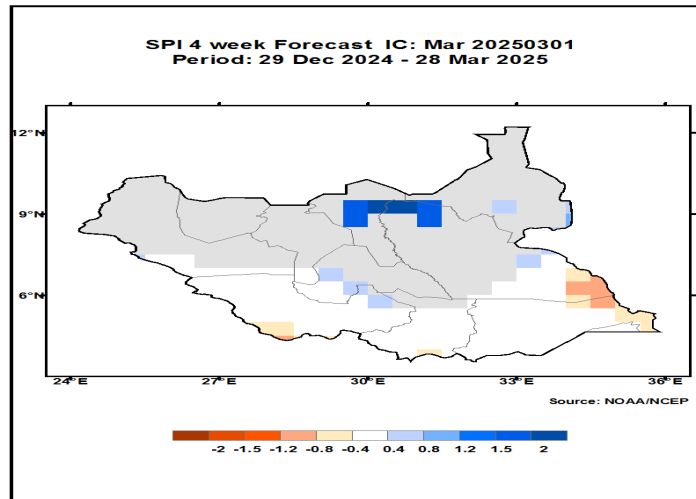 SPI 4 week Forecast IC: Mar 20250301
Period: 29 Dec 2024 - 28 Mar 2025
12°N
9°N
6°N
24°E 27°E 30°E 33°E 36°E
Source: NOAA/NCEP
-2 -1.5 -1.2 -0.8 -0.4 0.4 0.8 1.2 1.5 2